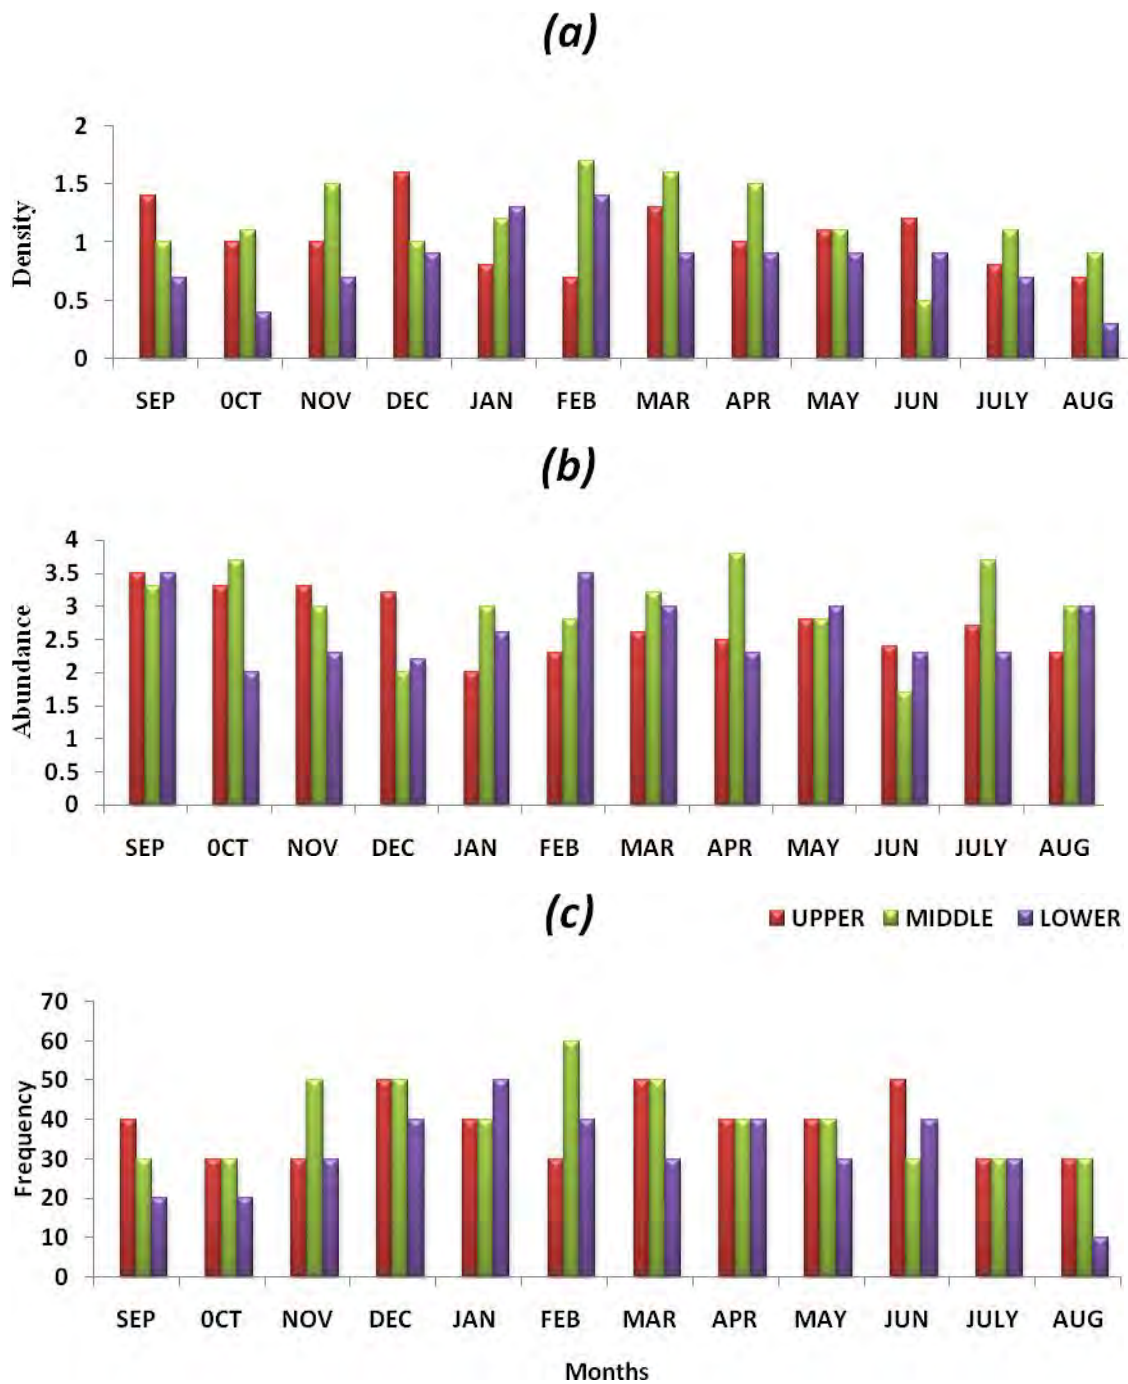 (a)
2
1.5
1
0.5
0
Density
SEP 0CT NOV DEC JAN FEB MAR APR MAY JUN JULY AUG
(b)
4
3.5
3
2.5
2
1.5
1
0.5
0
Abundance
SEP 0CT NOV DEC JAN FEB MAR APR MAY JUN JULY AUG
(c)
UPPER MIDDLE LOWER
70
60
50
40
30
20
10
0
Frequency
SEP 0CT NOV DEC JAN FEB MAR APR MAY JUN JULY AUG
Months